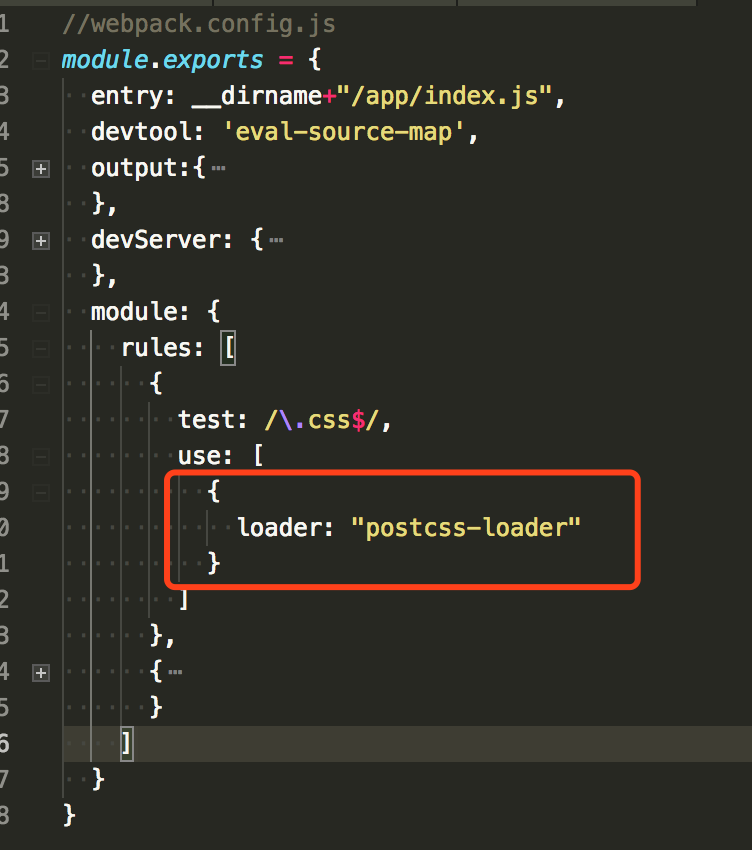 1 //webpack.config.js
2 module.exports = {
3 entry: __dirname+"/app/index.js",
4 devtool: 'eval-source-map',
5 output:{…
8 },
9 devServer: {…
3 },
4 module: {
5 rules: [
6 {
7 test: /\.css$/,
8 use: [
9 {
0 loader: "postcss-loader"
1 }
2 ]
3 },
4 {…
5 }
6 ]
7 }
8 }